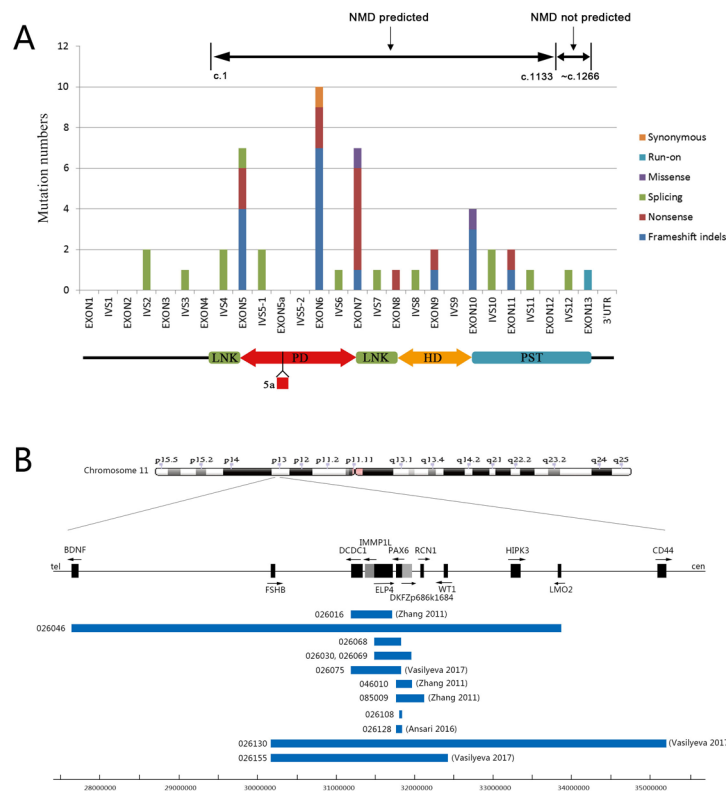 A
NMD predicted
NMD not predicted
c.1
c.1133
~c.1266
12
10
8
6
4
2
0
Mutation numbers
Synonymous
Run-on
Missense
Splicing
Nonsense
Frameshift indels
EXON1
IVS1
EXON2
IVS2
EXON3
IVS3
EXON4
IVS4
EXON5
IVS5-1
EXON5a
IVS5-2
EXON6
IVS6
EXON7
IVS7
EXON8
IVS8
EXON9
IVS9
EXON10
IVS10
EXON11
IVS11
EXON12
IVS12
EXON13
3'UTR
LNK PD LNK HD PST
5a
B
p15.5 p15.2 p14 p13 p12 p11.2 p11.11 q13.1 q13.4 q14.2 q21 q22.2 q23.2 q24 q25
Chromosome 11
IMMP1L
BDNF DCDC1 PAX6 RCN1 HIPK3 CD44
tel cen
FSHB ELP4 WT1 LMO2
DKFZp686k1684
026016 (Zhang 2011)
026046
026068
026030, 026069
026075 (Vasilyeva 2017)
046010 (Zhang 2011)
085009 (Zhang 2011)
026108
026128 (Ansari 2016)
026130 (Vasilyeva 2017
026155 (Vasilyeva 2017)
28000000 29000000 30000000 31000000 32000000 33000000 34000000 35000000